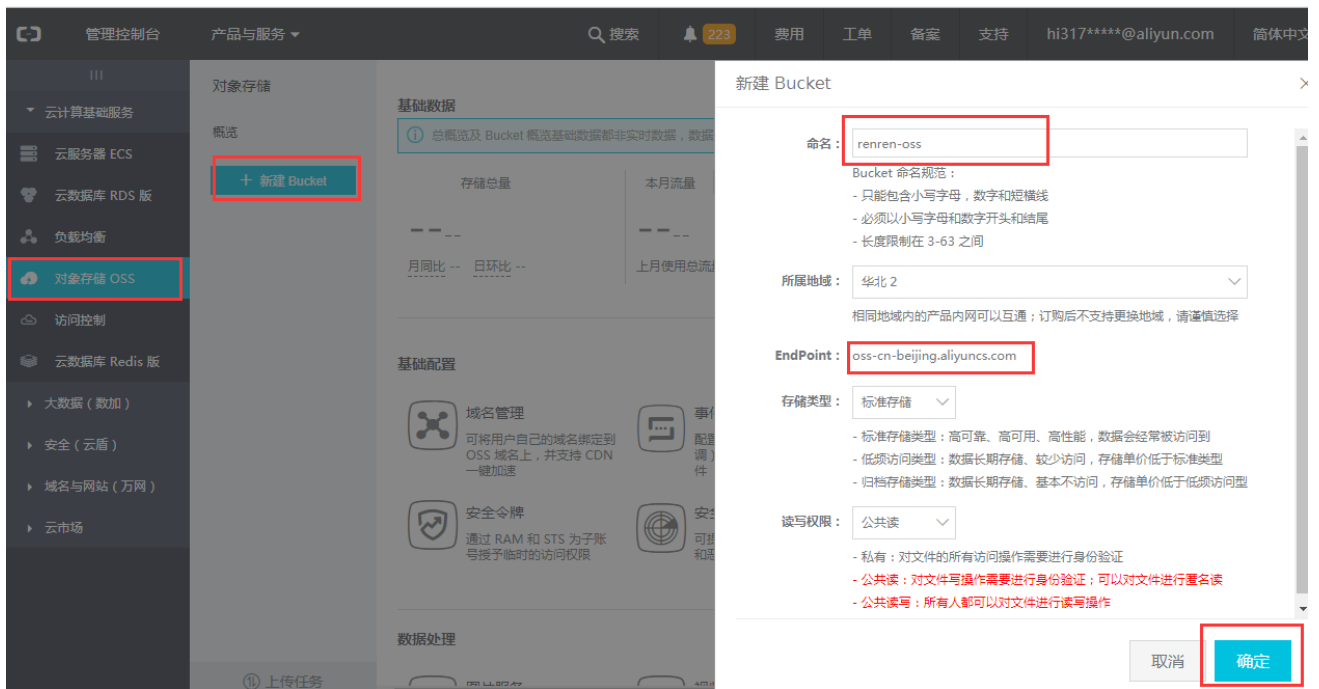 管理控制台
产品与服务
搜索
223
费用
工单
备案
支持
hi317*****@aliyun.com
简体中文
云计算基础服务
云服务器 ECS
云数据库 RDS 版
负载均衡
对象存储 OSS
访问控制
云数据库 Redis 版
大数据（数加）
安全（云盾）
域名与网站（万网）
云市场
对象存储
概览
+ 新建 Bucket
上传任务
基础数据
总概览及 Bucket 概览基础数据都非实时数据，数据
存储总量
本月流量
月同比 -- 日环比 --
上月使用总流
基础配置
域名管理
可将用户自己的域名绑定到
OSS 域名上，并支持 CDN
一键加速
事件
配置
调）
件
安全令牌
通过 RAM 和 STS 为子账
号授予临时的访问权限
数据处理
新建 Bucket
命名： renren-oss
Bucket 命名规范：
- 只能包含小写字母，数字和短横线
- 必须以小写字母和数字开头和结尾
- 长度限制在 3-63 之间
所属地域： 华北 2
相同地域内的产品内网可以互通；订购后不支持更换地域，请谨慎选择
EndPoint： oss-cn-beijing.aliyuncs.com
存储类型： 标准存储
- 标准存储类型：高可靠、高可用、高性能，数据会经常被访问到
- 低频访问类型：数据长期存储、较少访问，存储单价低于标准类型
- 归档存储类型：数据长期存储、基本不访问，存储单价低于低频访问型
读写权限： 公共读
- 私有：对文件的所有访问操作需要进行身份验证
- 公共读：对文件写操作需要进行身份验证；可以对文件进行匿名读
- 公共读写：所有人都可以对文件进行读写操作
取消
确定